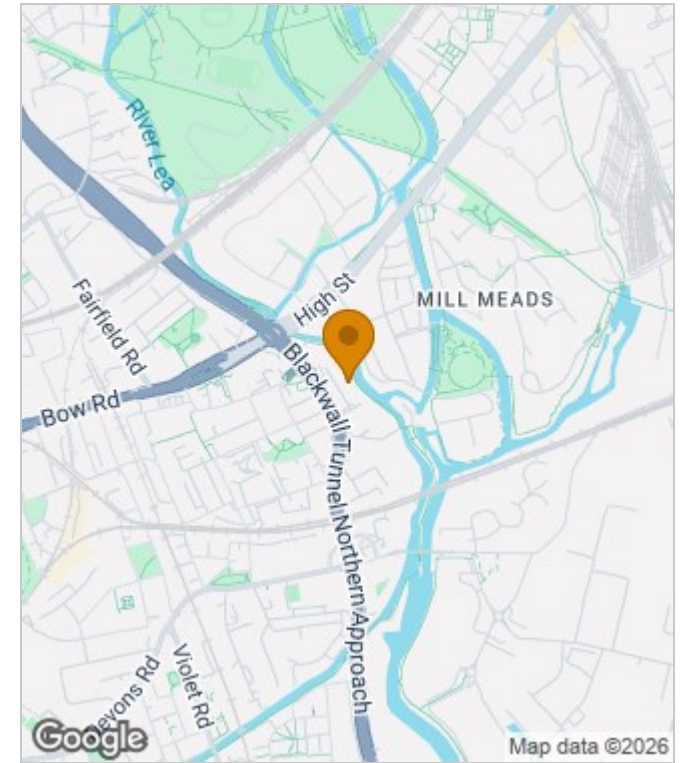 River Lea
High St
MILL MEADS
Fairfield Rd
Bow Rd
Blackwall Tunnel Northern Approach
Devons Rd
Violet Rd
Google
Map data ©2026